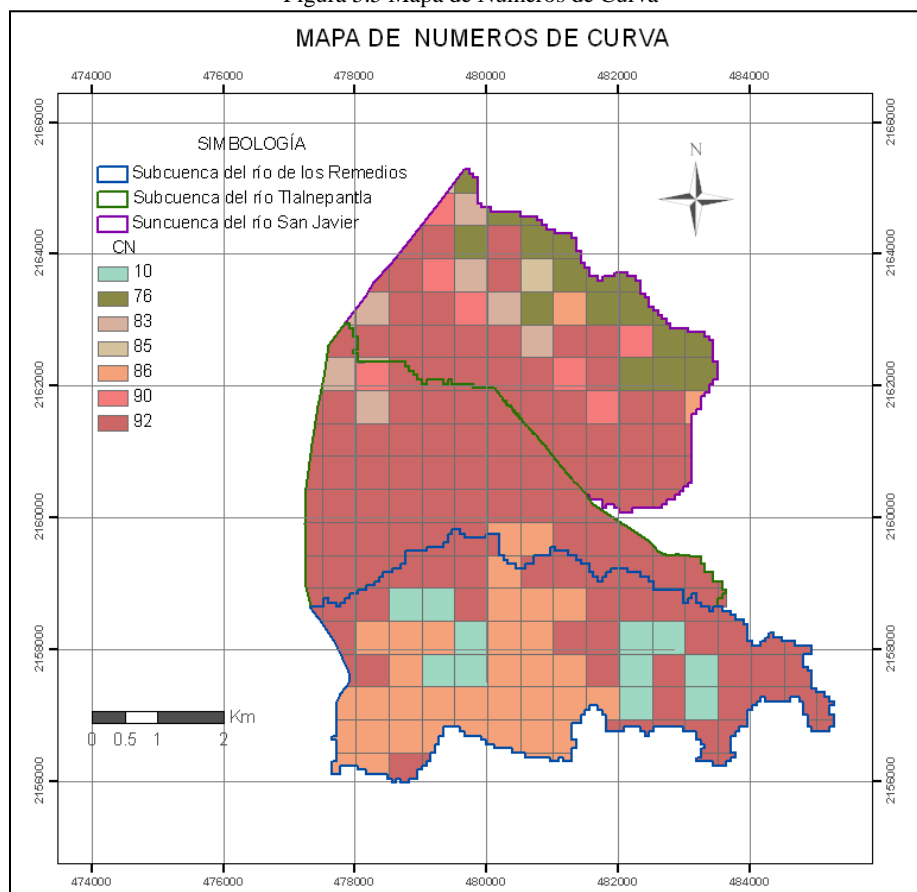 Figura 3.3 Mapa de Números de Curva
MAPA DE NUMEROS DE CURVA
474000 476000 478000 480000 482000 484000
2166000 2166000
SIMBOLOGÍA
N
Subcuenca del río de los Remedios
Subcuenca del río Tlalnepantla
Suncuenca del río San Javier
2164000 2164000
CN
10
76
83
85
86
90
92
2162000 2162000
2160000 2160000
2158000 2158000
Km
0 0.5 1 2
2156000 2156000
474000 476000 478000 480000 482000 484000